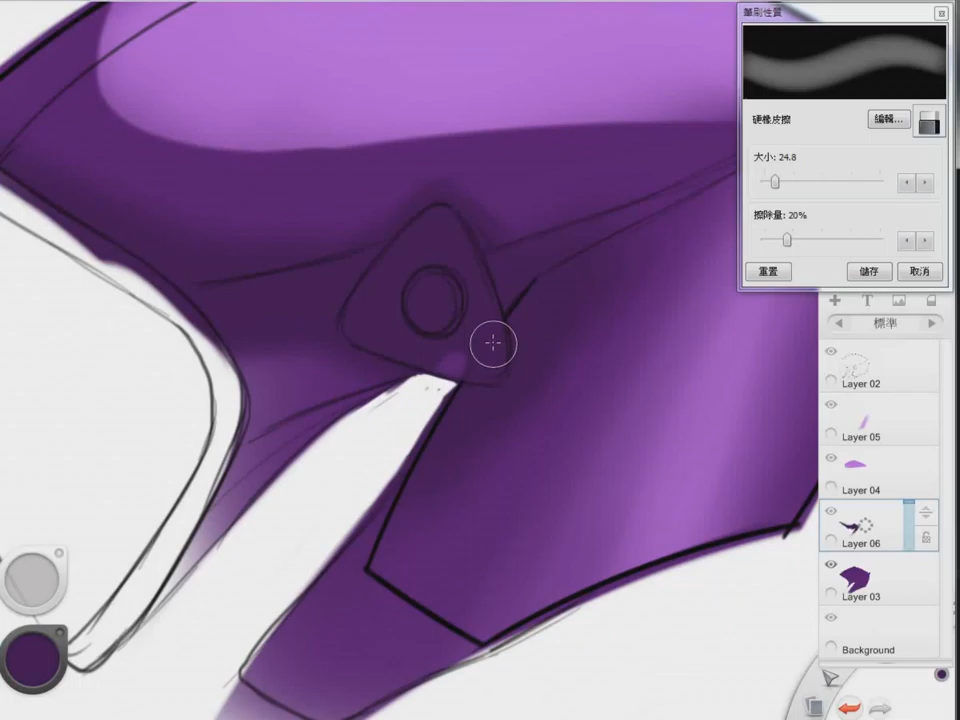 筆刷性質
硬橡皮擦
編輯...
大小: 24.8
擦除量: 20%
重置
儲存
取消
T
標準
Layer 02
Layer 05
Layer 04
Layer 06
Layer 03
Background